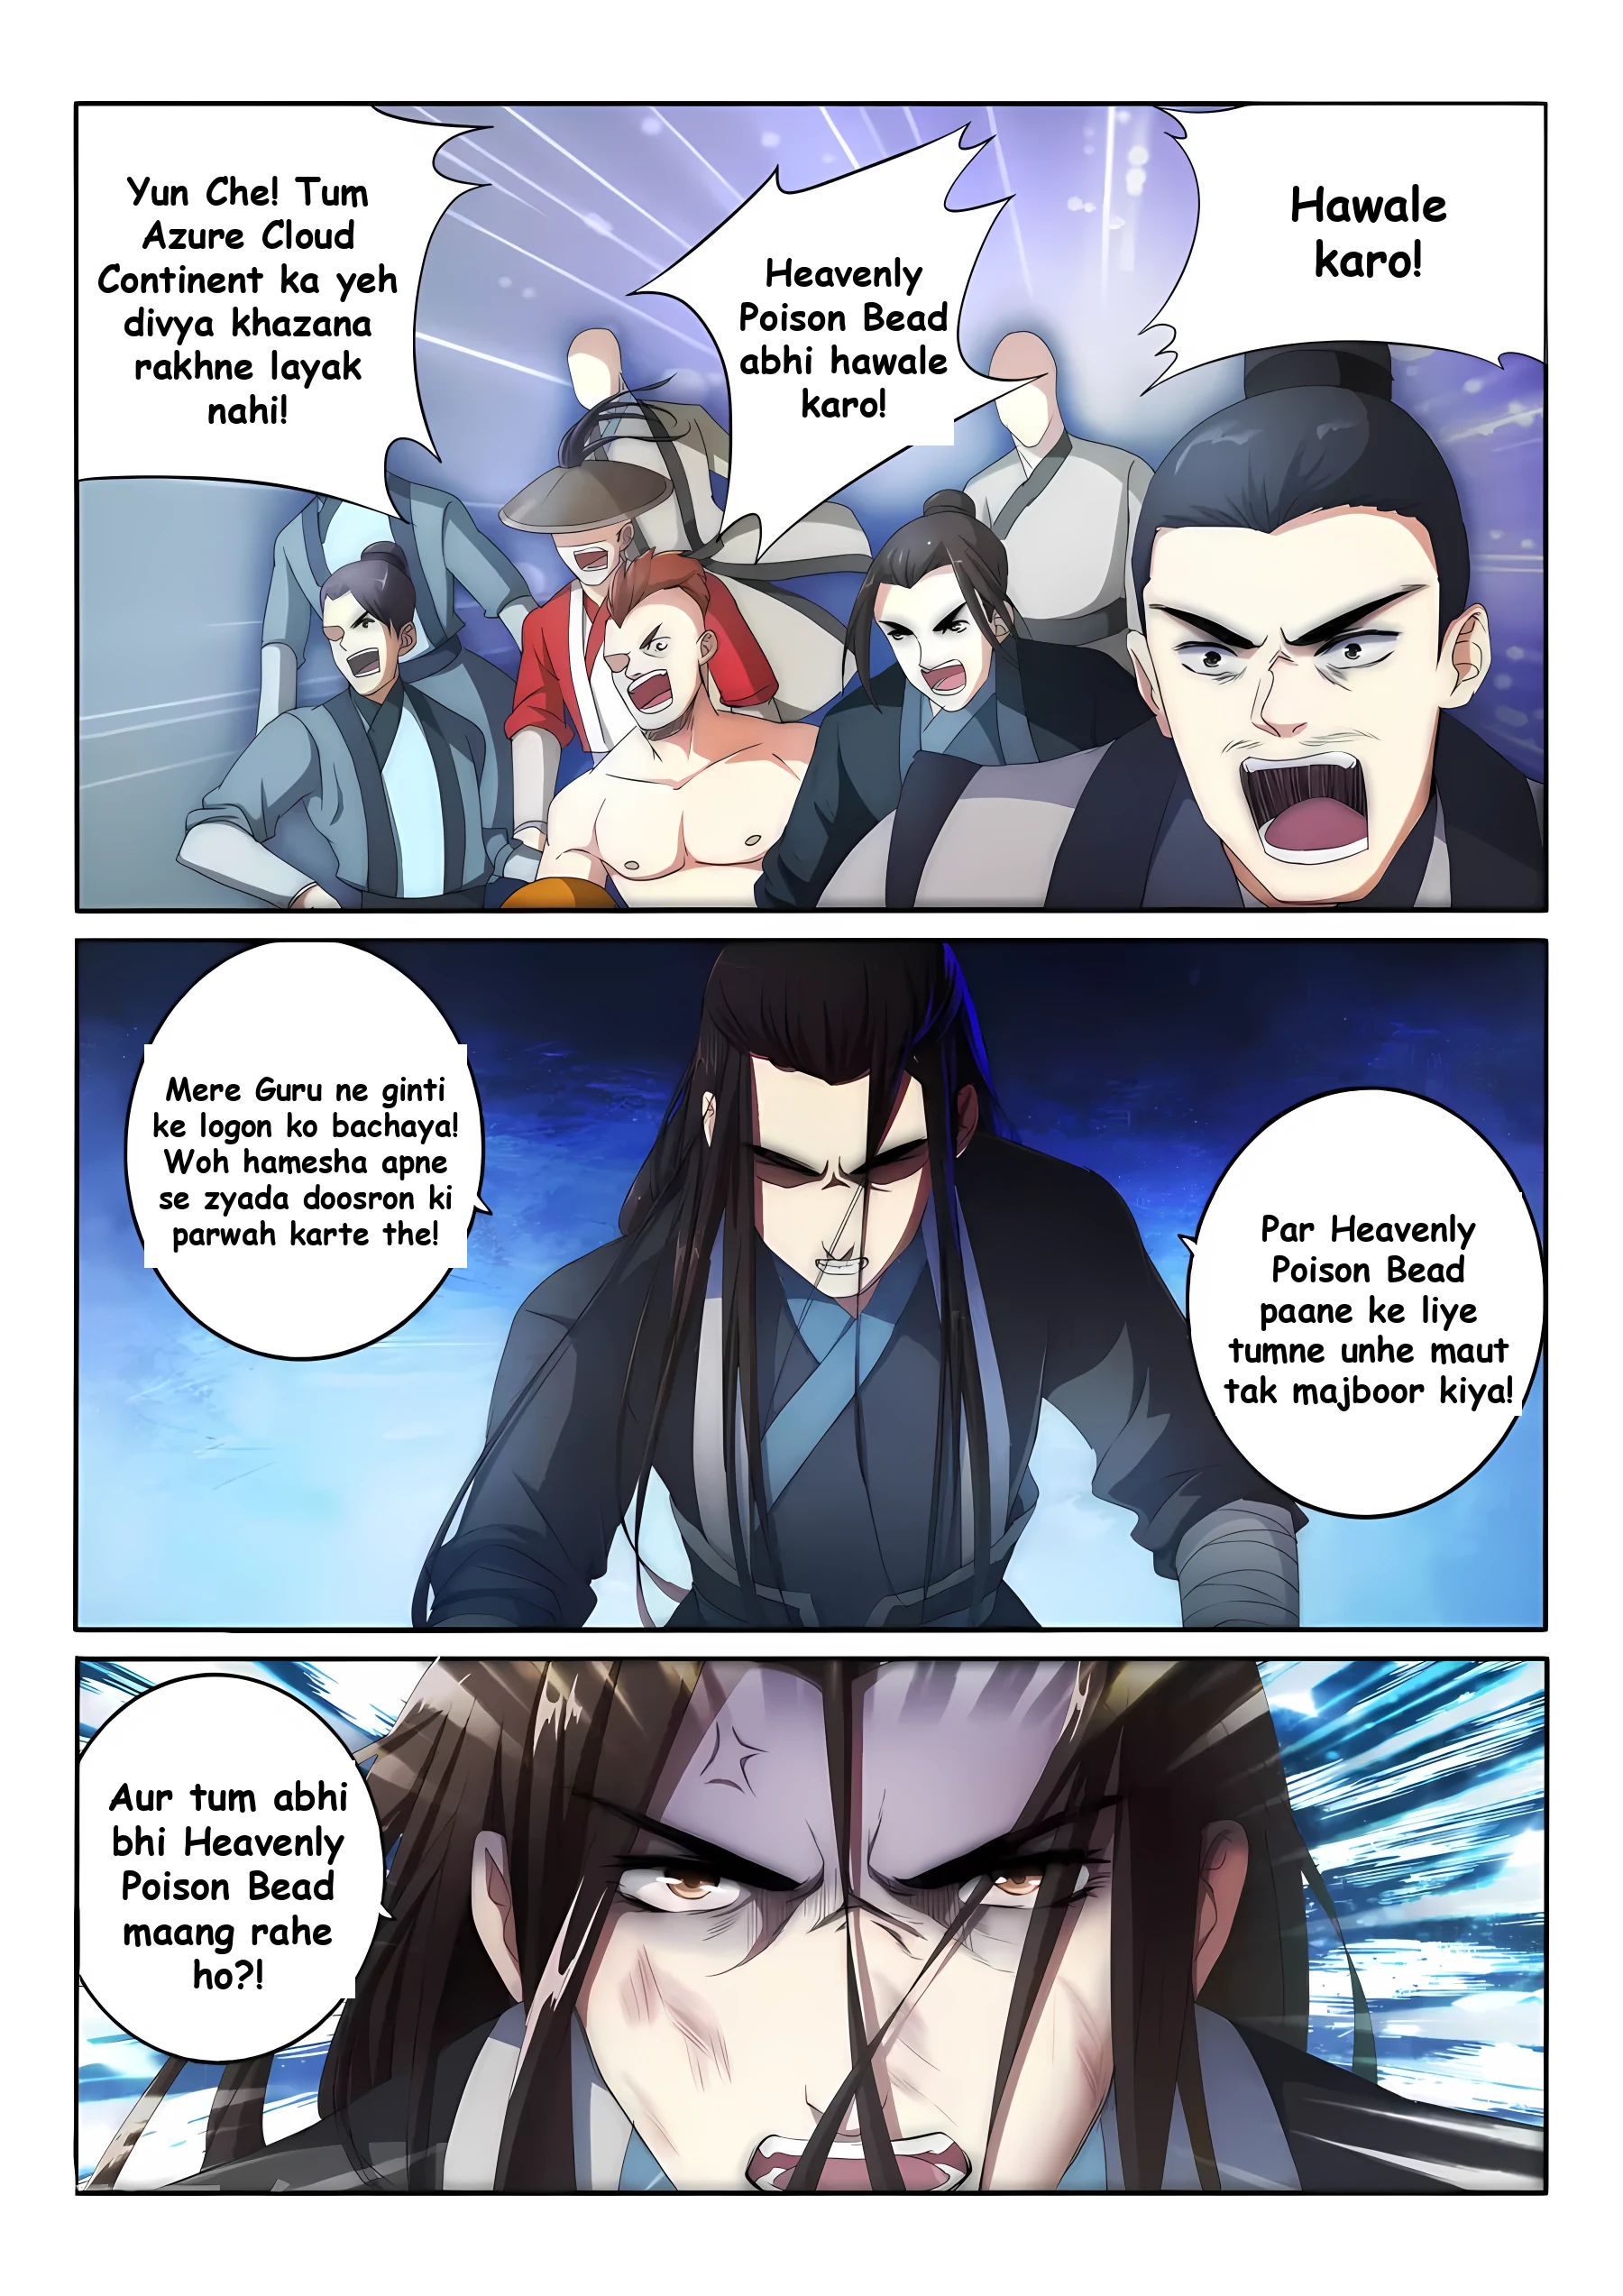 Yun Che! Tum
Azure Cloud
Continent ka yeh
divya khazana
rakhne layak
nahi!
Heavenly
Poison Bead
abhi hawale
karo!
Hawale
karo!
Mere Guru ne ginti
ke logon ko bachaya!
Woh hamesha apne
se zyada doosron ki
parwah karte the!
Par Heavenly
Poison Bead
paane ke liye
tumne unhe maut
tak majboor kiya!
Aur tum abhi
bhi Heavenly
Poison Bead
maang rahe
ho?!